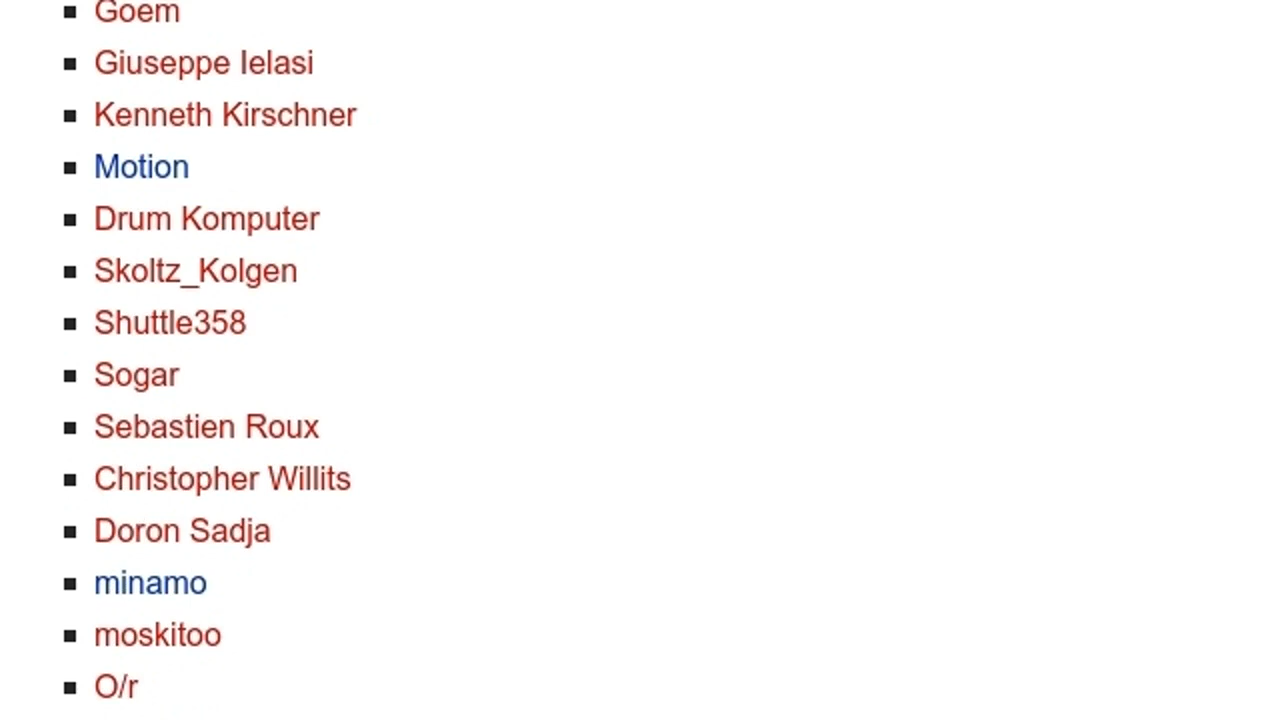 Goem
Giuseppe Ielasi
Kenneth Kirschner
Motion
Drum Komputer
Skoltz_Kolgen
Shuttle358
Sogar
Sebastien Roux
Christopher Willits
Doron Sadja
minamo
moskitoo
O/r